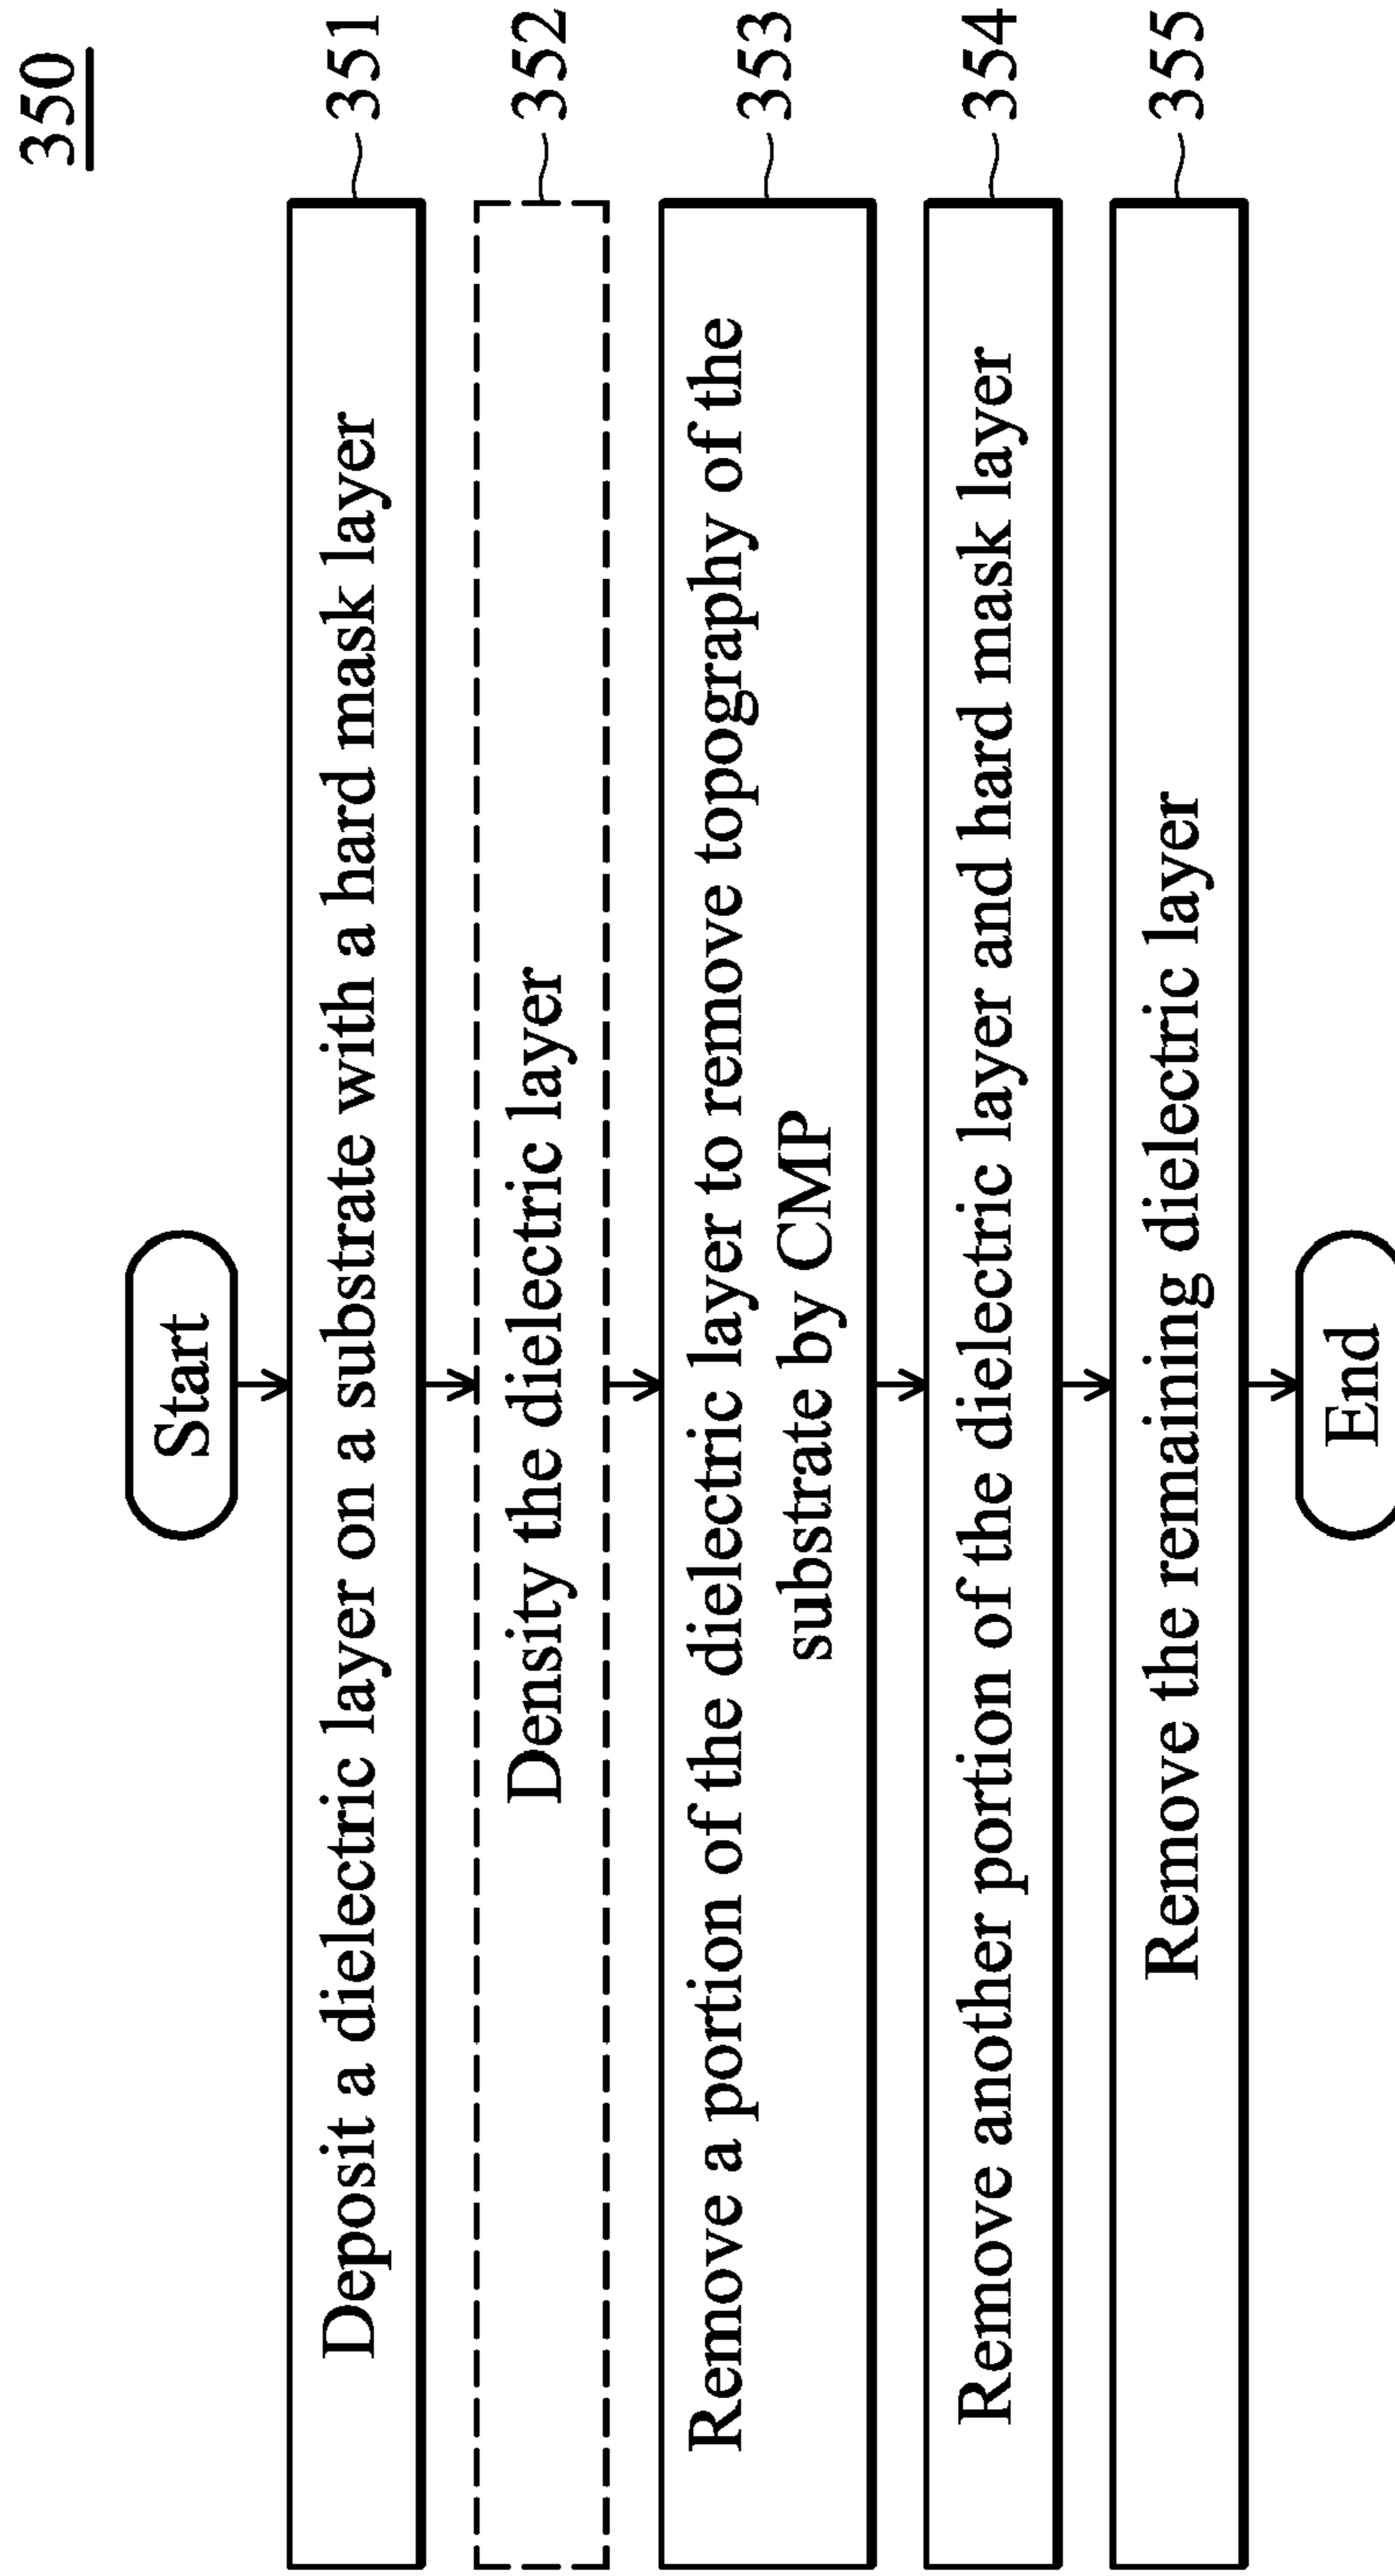 350
Start
Deposit a dielectric layer on a substrate with a hard mask layer
351
Density the dielectric layer
352
Remove a portion of the dielectric layer to remove topography of the
substrate by CMP
353
Remove another portion of the dielectric layer and hard mask layer
354
Remove the remaining dielectric layer
355
End